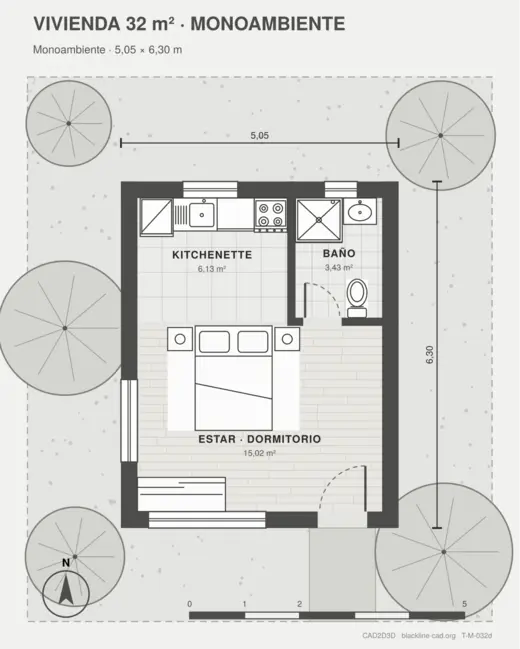 VIVIENDA 32 m² · MONOAMBIENTE
Monoambiente · 5,05 × 6,30 m
5,05
KITCHENETTE
6,13 m²
BAÑO
3,43 m²
6,30
ESTAR · DORMITORIO
15,02 m²
N
0 1 2 5
CAD2D3D blackline-cad.org T-M-032d